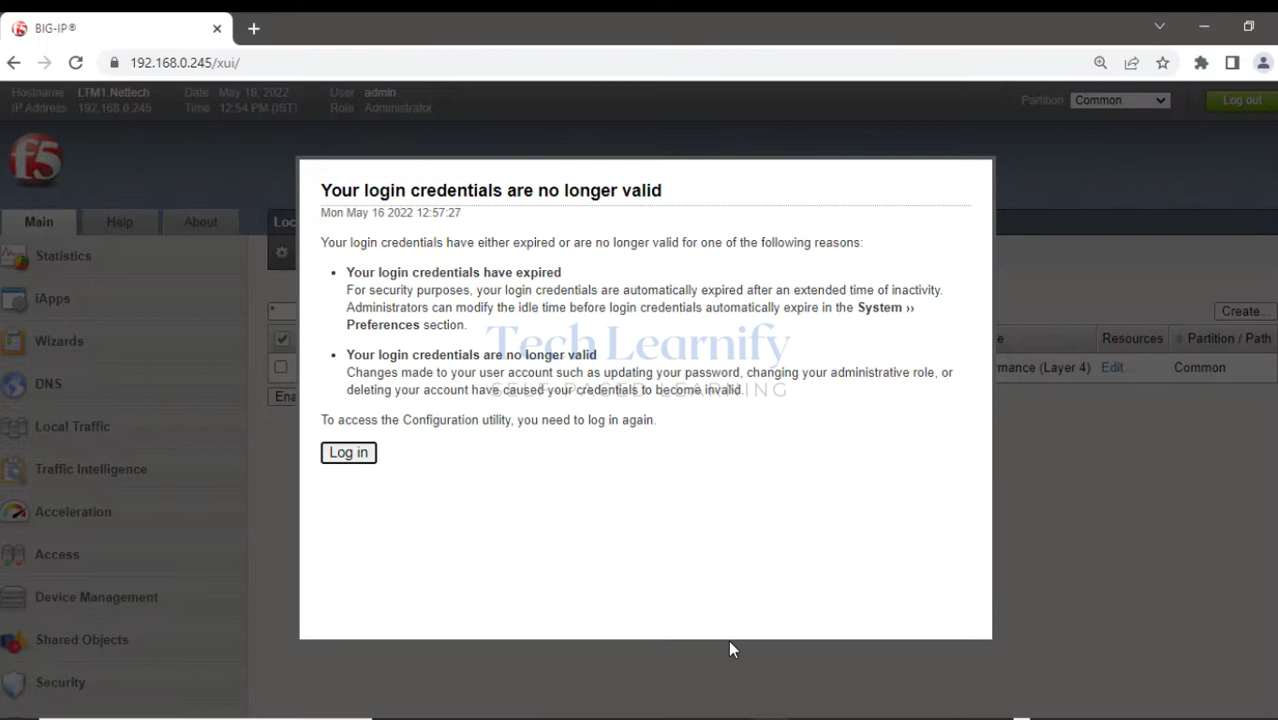 BIG-IP®
192.168.0.245/xui/
Hostname LTM1.Nettech Date May 16, 2022 User admin
IP Address 192.168.0.245 Time 12:54 PM (IST) Role Administrator
Partition: Common Log out
f5
Main Help About Loc
Statistics
iApps
Wizards
DNS
Local Traffic
Traffic Intelligence
Acceleration
Access
Device Management
Shared Objects
Security
Your login credentials are no longer valid
Mon May 16 2022 12:57:27
Your login credentials have either expired or are no longer valid for one of the following reasons:
• Your login credentials have expired
For security purposes, your login credentials are automatically expired after an extended time of inactivity.
Administrators can modify the idle time before login credentials automatically expire in the System ››
Preferences section.
• Your login credentials are no longer valid
Changes made to your user account such as updating your password, changing your administrative role, or
deleting your account have caused your credentials to become invalid.
To access the Configuration utility, you need to log in again.
Log in
Tech Learnify
SELF PACED LEARNING
*
Create...
e Resources Partition / Path
mance (Layer 4) Edit... Common
Ena